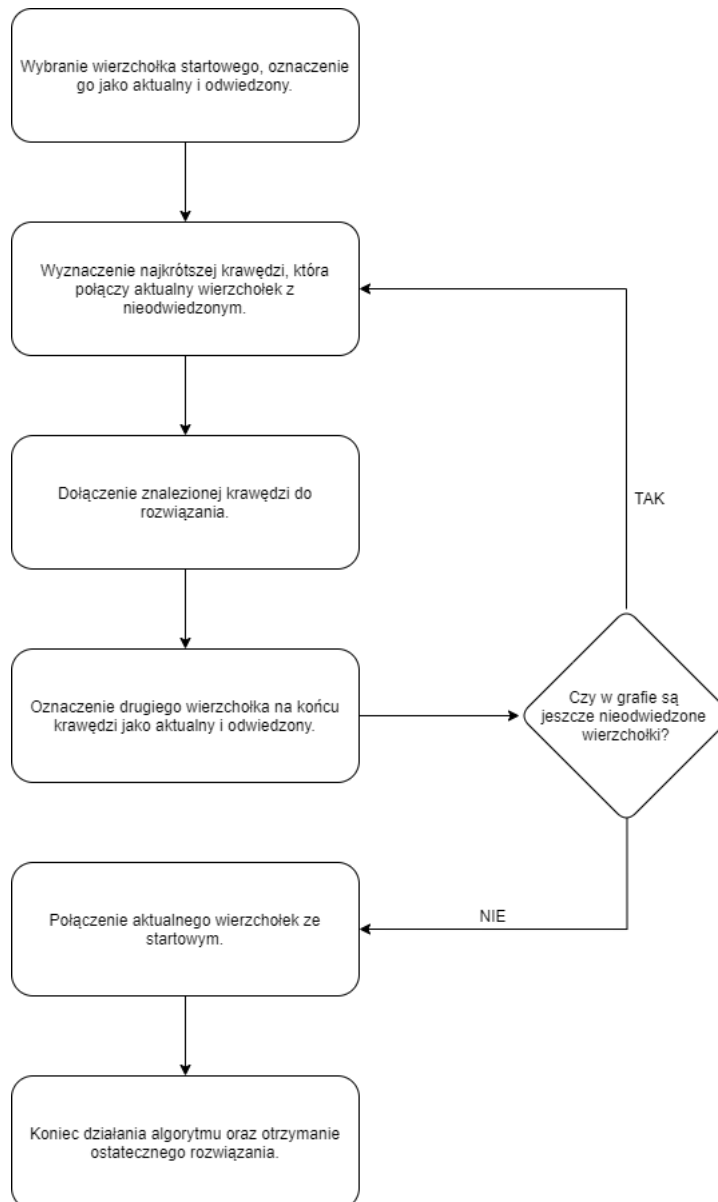 Wybranie wierzchołka startowego, oznaczenie
go jako aktualny i odwiedzony.
Wyznaczenie najkrótszej krawędzi, która
połączy aktualny wierzchołek z
nieodwiedzonym.
Dołączenie znalezionej krawędzi do
rozwiązania.
TAK
Oznaczenie drugiego wierzchołka na końcu
krawędzi jako aktualny i odwiedzony.
Czy w grafie są
jeszcze nieodwiedzone
wierzchołki?
NIE
Połączenie aktualnego wierzchołek ze
startowym.
Koniec działania algorytmu oraz otrzymanie
ostatecznego rozwiązania.